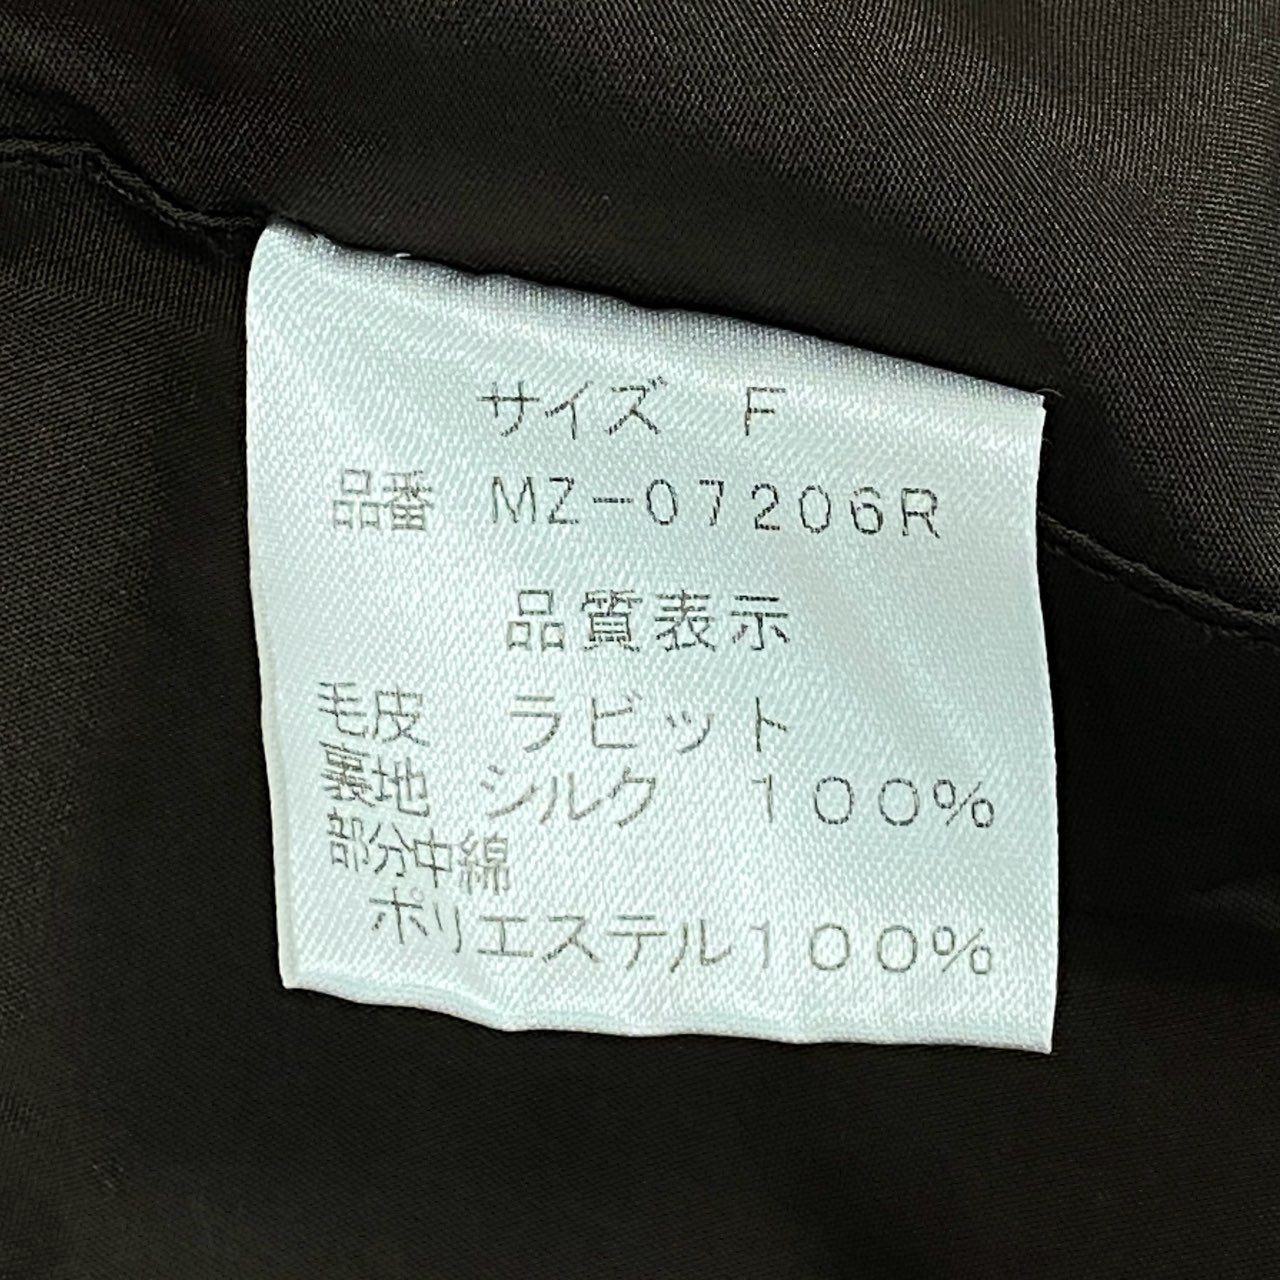 サイズ F
品番 MZ-07206R
品質表示
毛皮 ラビット
裏地 シルク 100%
部分中綿
ポリエステル100%